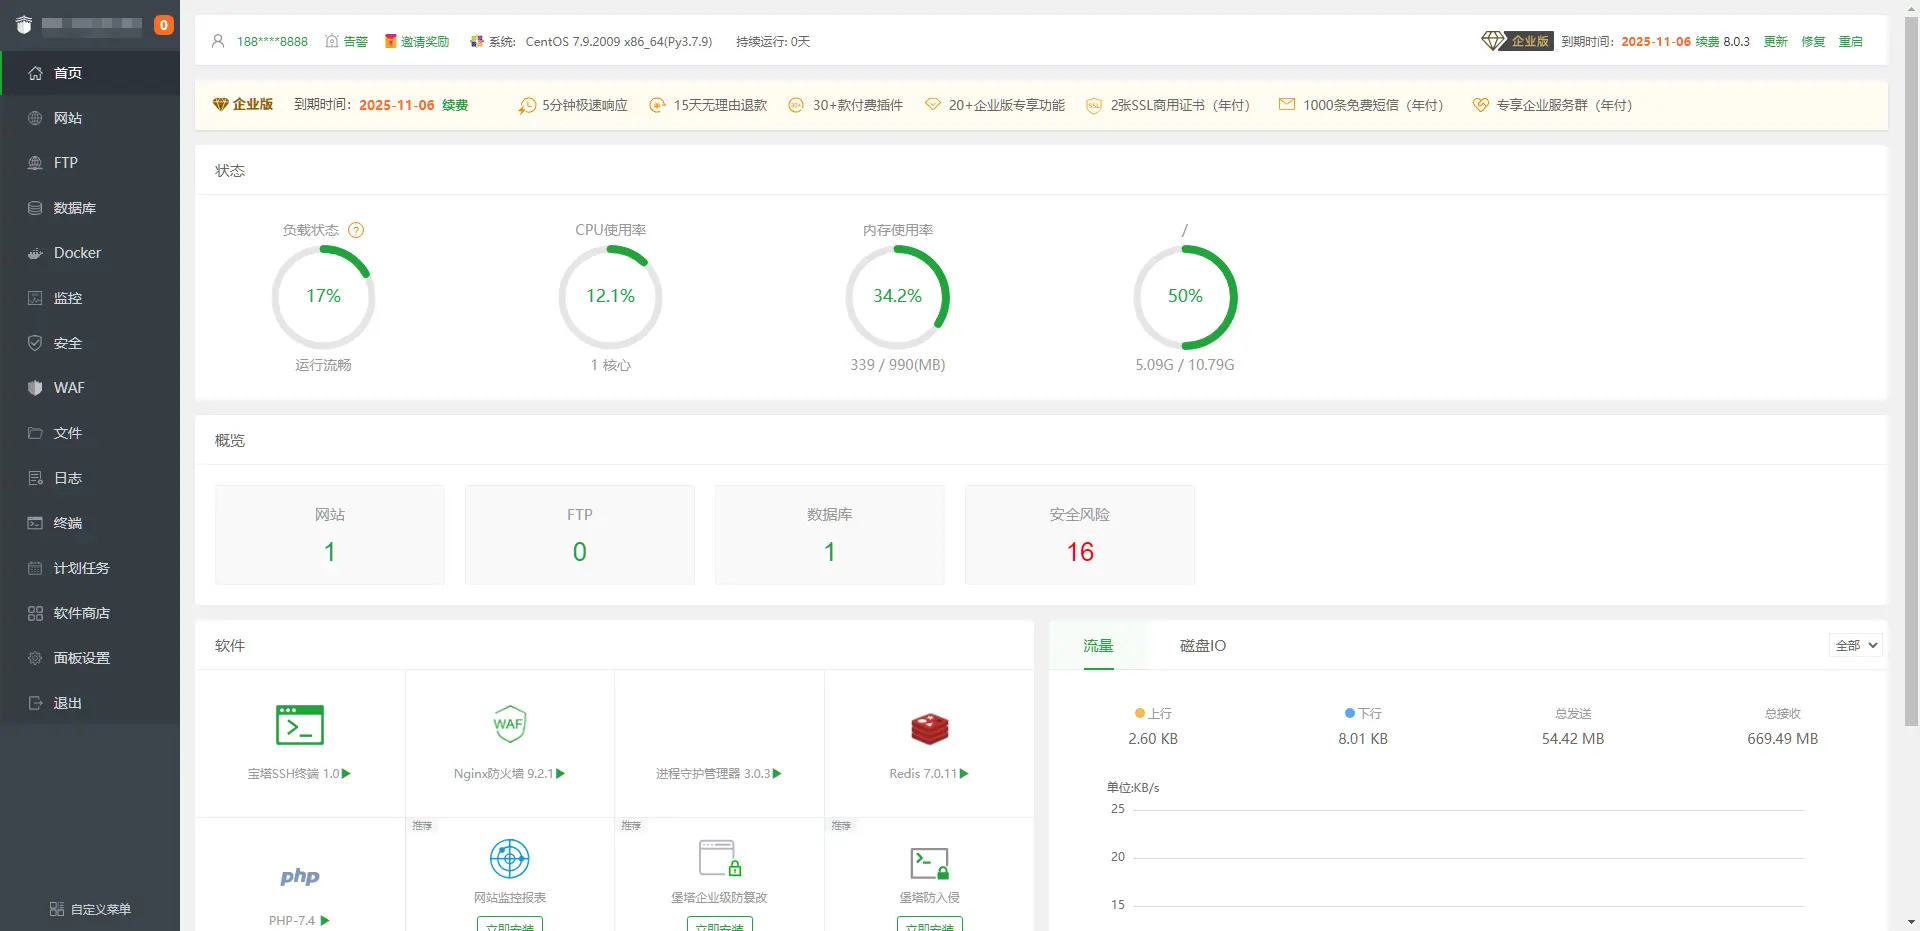 0
首页
网站
FTP
数据库
Docker
监控
安全
WAF
文件
日志
终端
计划任务
软件商店
面板设置
退出
自定义菜单
188****8888 告警 邀请奖励 系统: CentOS 7.9.2009 x86_64(Py3.7.9) 持续运行: 0天
企业版 到期时间: 2025-11-06 续费 8.0.3 更新 修复 重启
企业版 到期时间: 2025-11-06 续费 5分钟极速响应 15天无理由退款 30+款付费插件 20+企业版专享功能 2张SSL商用证书（年付） 1000条免费短信（年付） 专享企业服务群（年付）
状态
负载状态 ? CPU使用率 内存使用率 /
17% 12.1% 34.2% 50%
运行流畅 1 核心 339 / 990(MB) 5.09G / 10.79G
概览
网站 FTP 数据库 安全风险
1 0 1 16
软件
WAF
宝塔SSH终端 1.0 Nginx防火墙 9.2.1 进程守护管理器 3.0.3 Redis 7.0.11
推荐 推荐 推荐
php
网站监控报表 堡塔企业级防篡改 堡塔防入侵
PHP-7.4
立即安装 立即安装 立即安装
流量 磁盘IO 全部
上行 下行 总发送 总接收
2.60 KB 8.01 KB 54.42 MB 669.49 MB
单位:KB/s
25
20
15